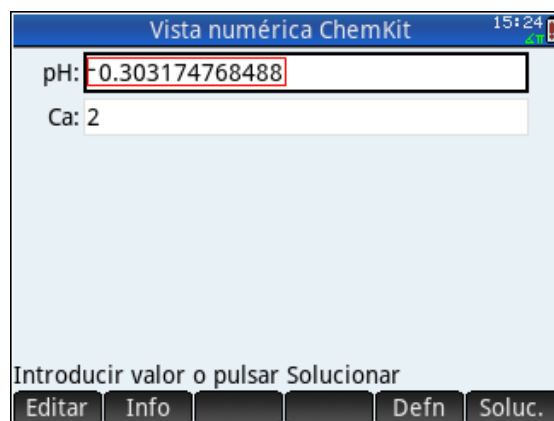 Vista numérica ChemKit 15:24
∡π
pH: -0.303174768488
Ca: 2
Introducir valor o pulsar Solucionar
Editar Info Defn Soluc.